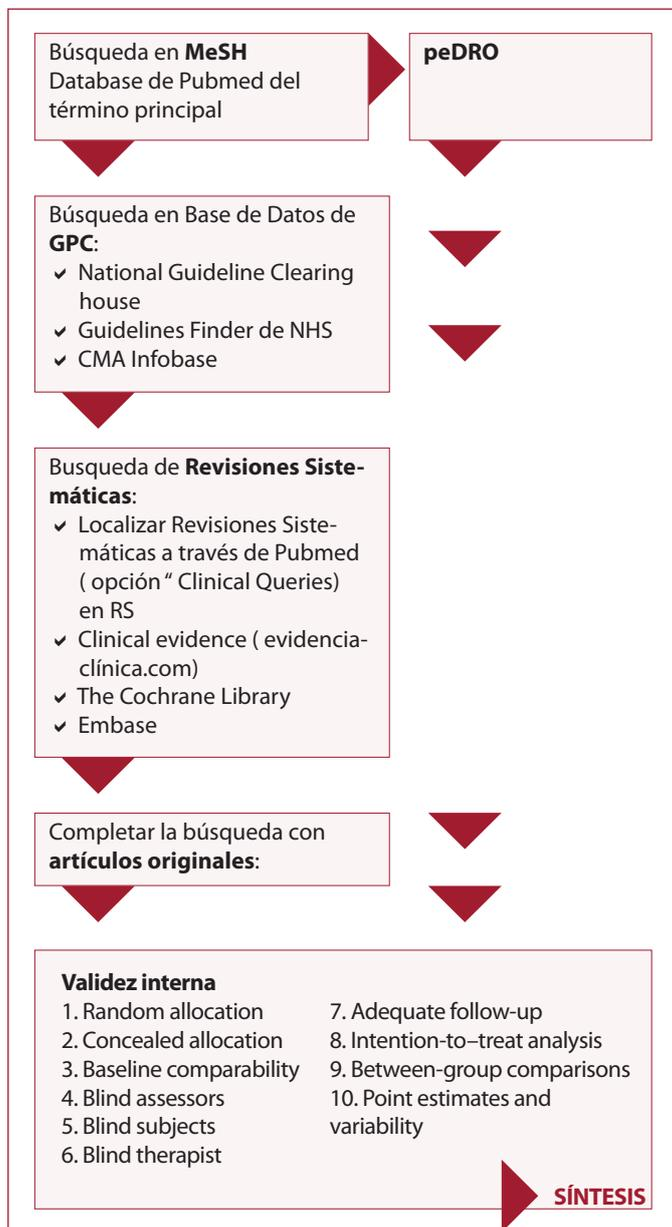 Búsqueda en MeSH
Database de Pubmed del
término principal
peDRO
Búsqueda en Base de Datos de
GPC:
National Guideline Clearing
house
Guidelines Finder de NHS
CMA Infobase
Busqueda de Revisiones Siste-
máticas:
Localizar Revisiones Siste-
máticas a través de Pubmed
( opción “ Clinical Queries)
en RS
Clinical evidence ( evidencia-
clínica.com)
The Cochrane Library
Embase
Completar la búsqueda con
artículos originales:
Validez interna
1. Random allocation
2. Concealed allocation
3. Baseline comparability
4. Blind assessors
5. Blind subjects
6. Blind therapist
7. Adequate follow-up
8. Intention-to–treat analysis
9. Between-group comparisons
10. Point estimates and
variability
SÍNTESIS